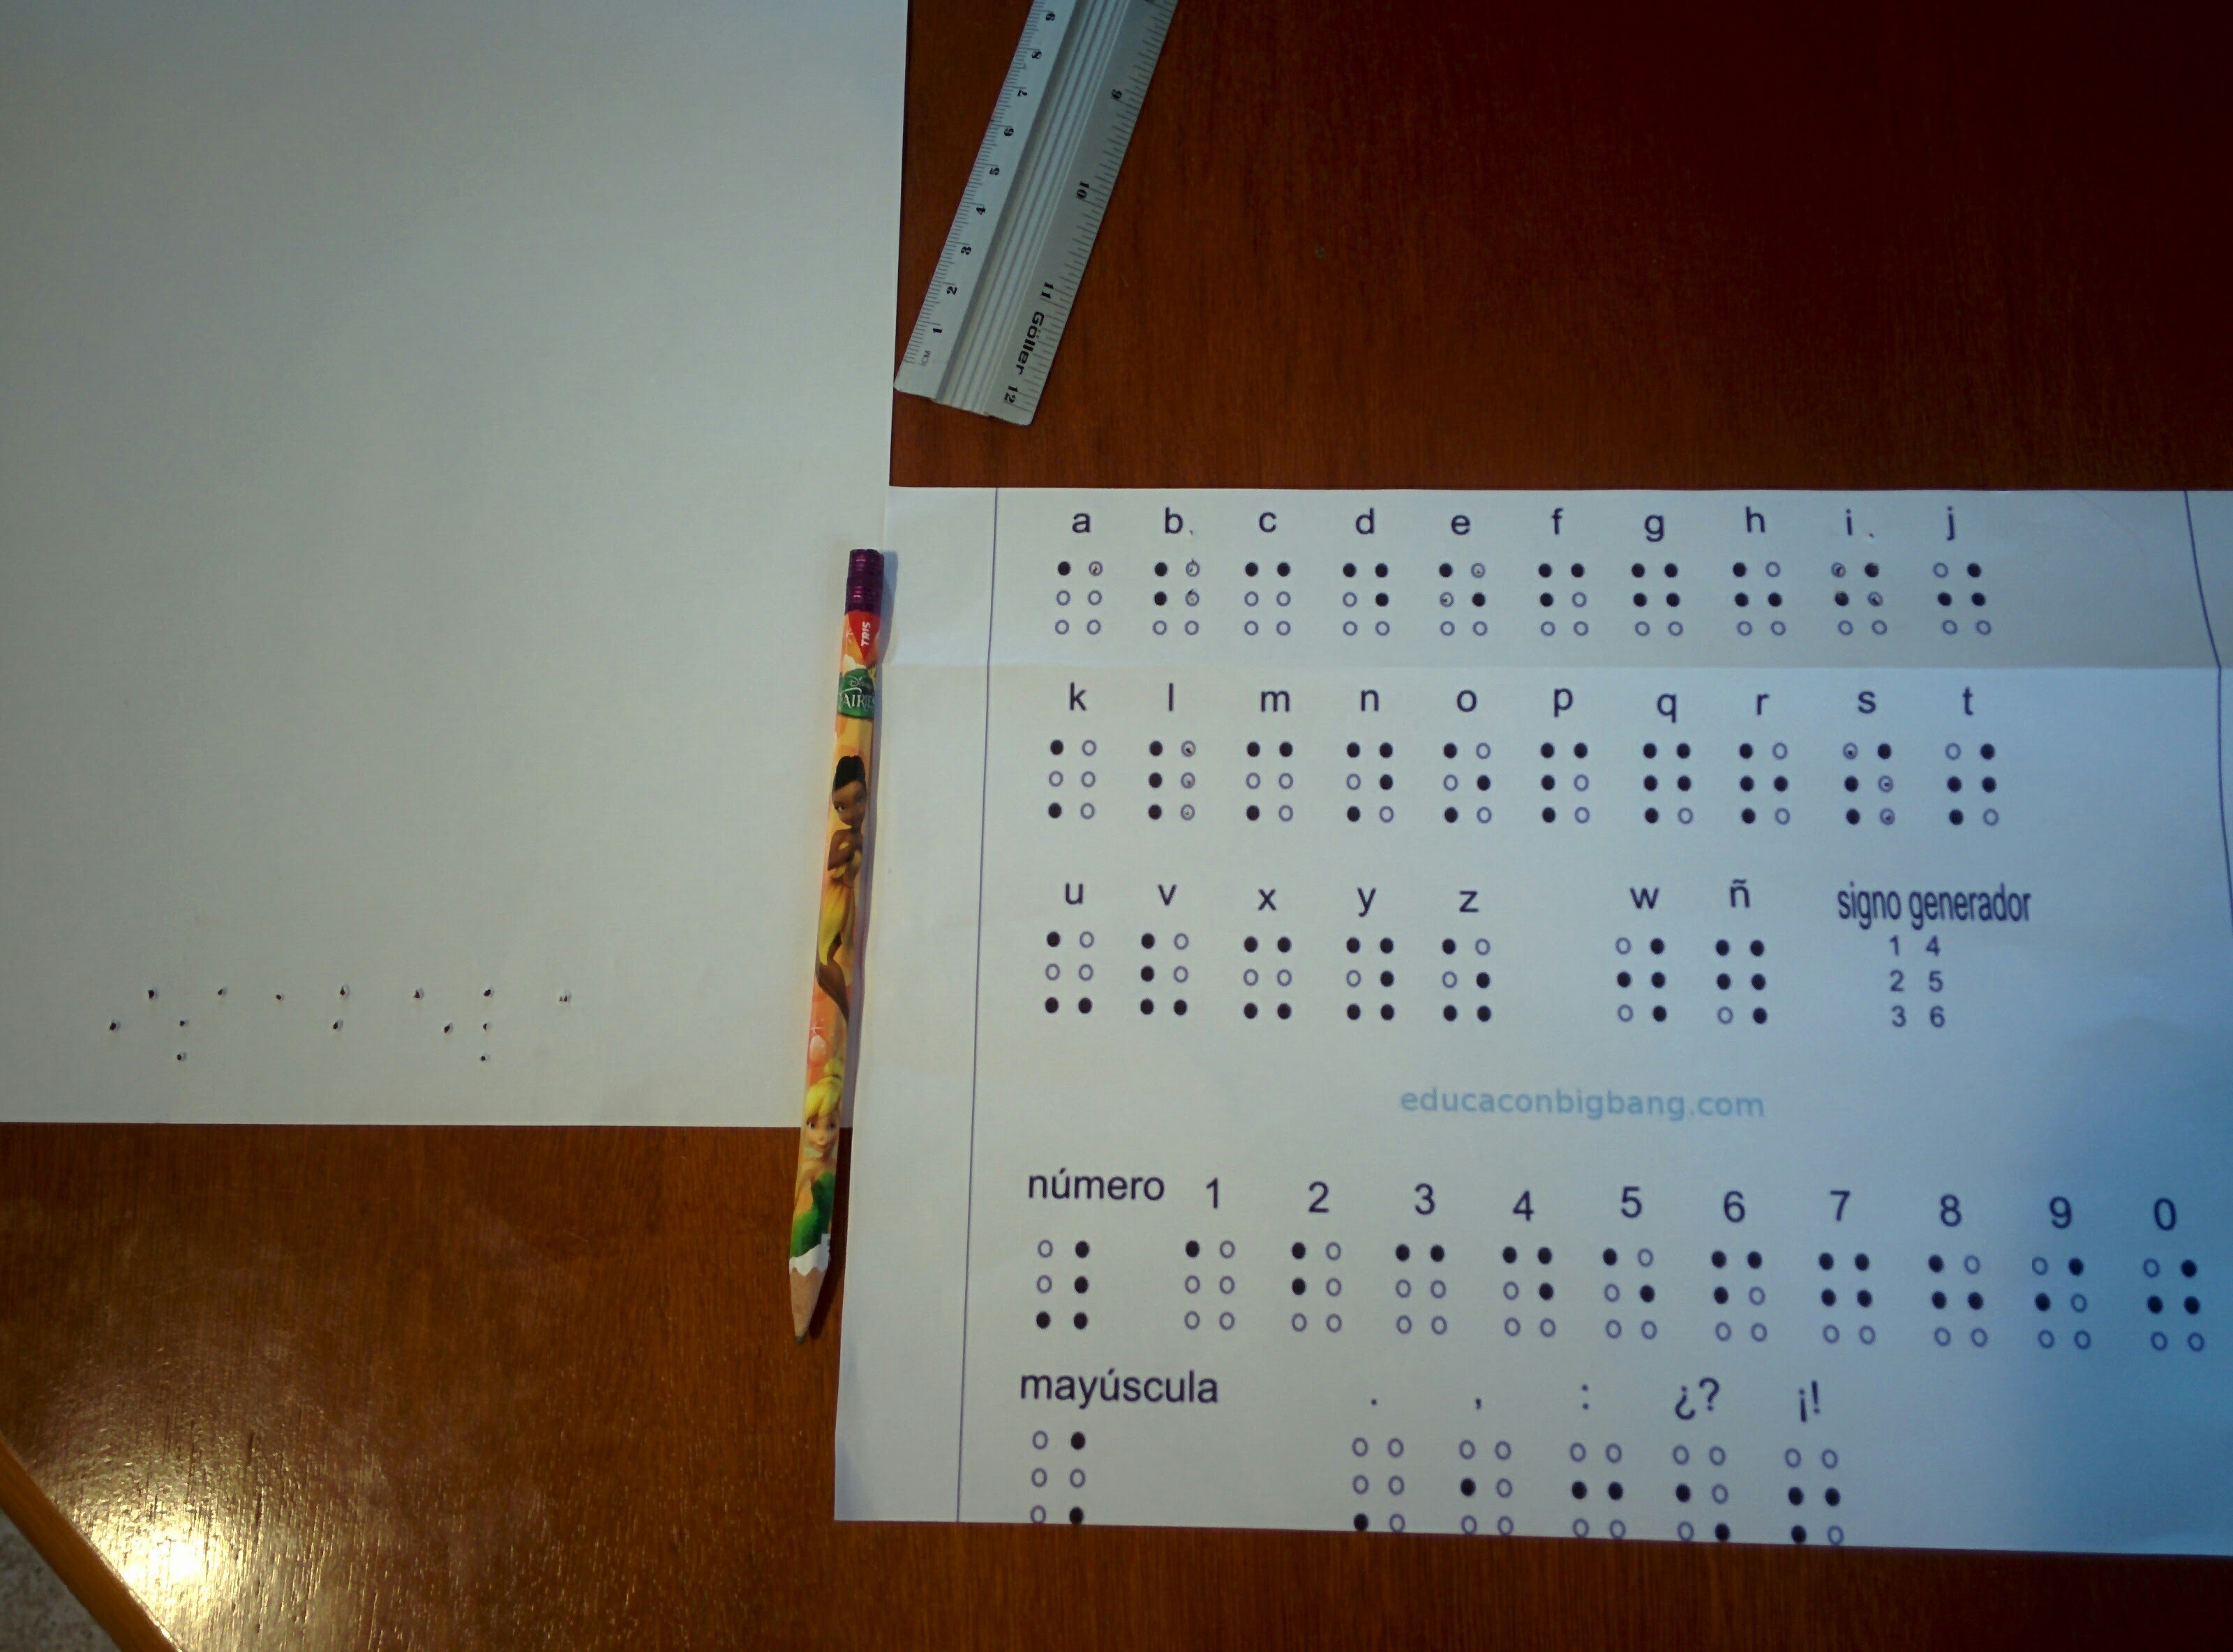 9 8 7 6 5 4 3 2 1 CM
9 10 11 Göller 12
a b c d e f g h i j
TRIS
k l m n o p q r s t
u v x y z w ñ signo generador
1 4
2 5
3 6
⠊⠎⠁⠃⠑⠇⠁
educaconbigbang.com
número 1 2 3 4 5 6 7 8 9 0
mayúscula . , : ¿? ¡!